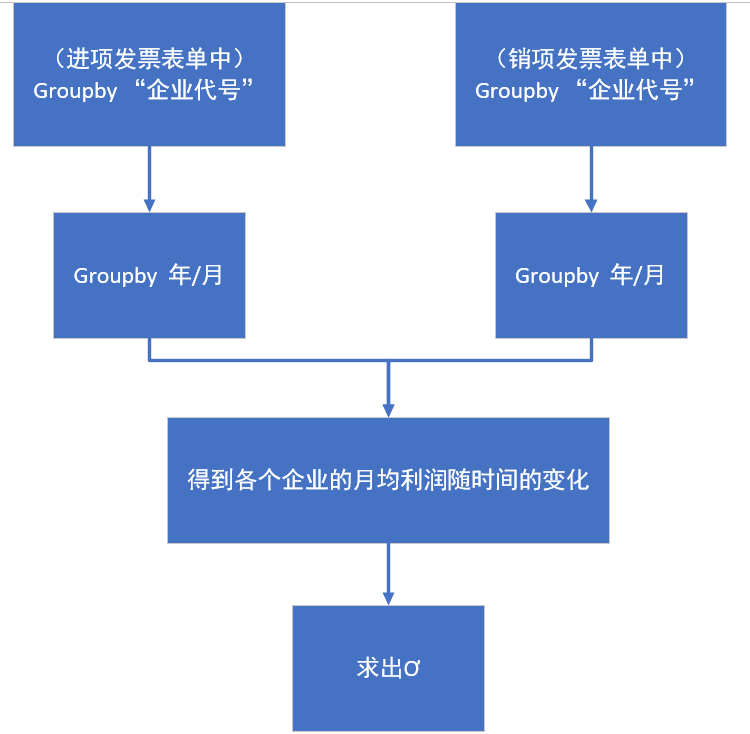 （进项发票表单中）
Groupby “企业代号”
（销项发票表单中）
Groupby “企业代号”
Groupby 年/月
Groupby 年/月
得到各个企业的月均利润随时间的变化
求出σ